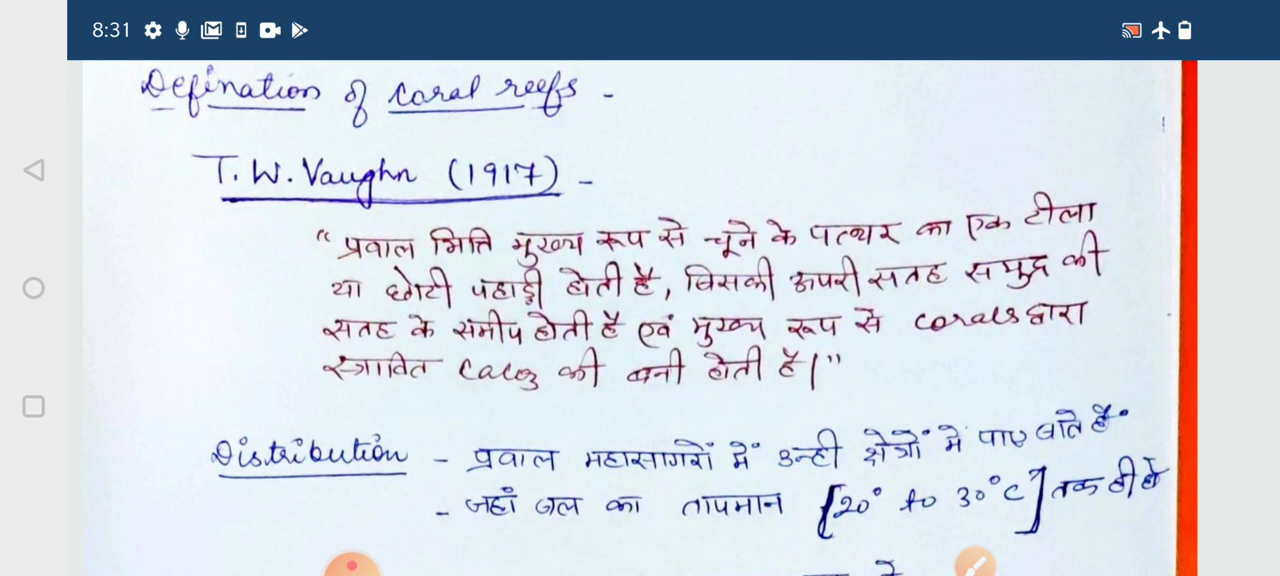 8:31
Defination of Coral reefs -
T.W. Vaughn (1917) -
“ प्रवाल भित्ति मुख्य रूप से चूने के पत्थर का एक टीला
या छोटी पहाड़ी होती है, जिसकी ऊपरी सतह समुद्र की
सतह के समीप होती है एवं मुख्य रूप से corals द्वारा
स्त्रावित CaCO3 की बनी होती है।”
Distribution - प्रवाल महासागरों में उन्ही क्षेत्रों में पाए जाते हैं
- जहाँ जल का तापमान [20° to 30°C] तक ही हो